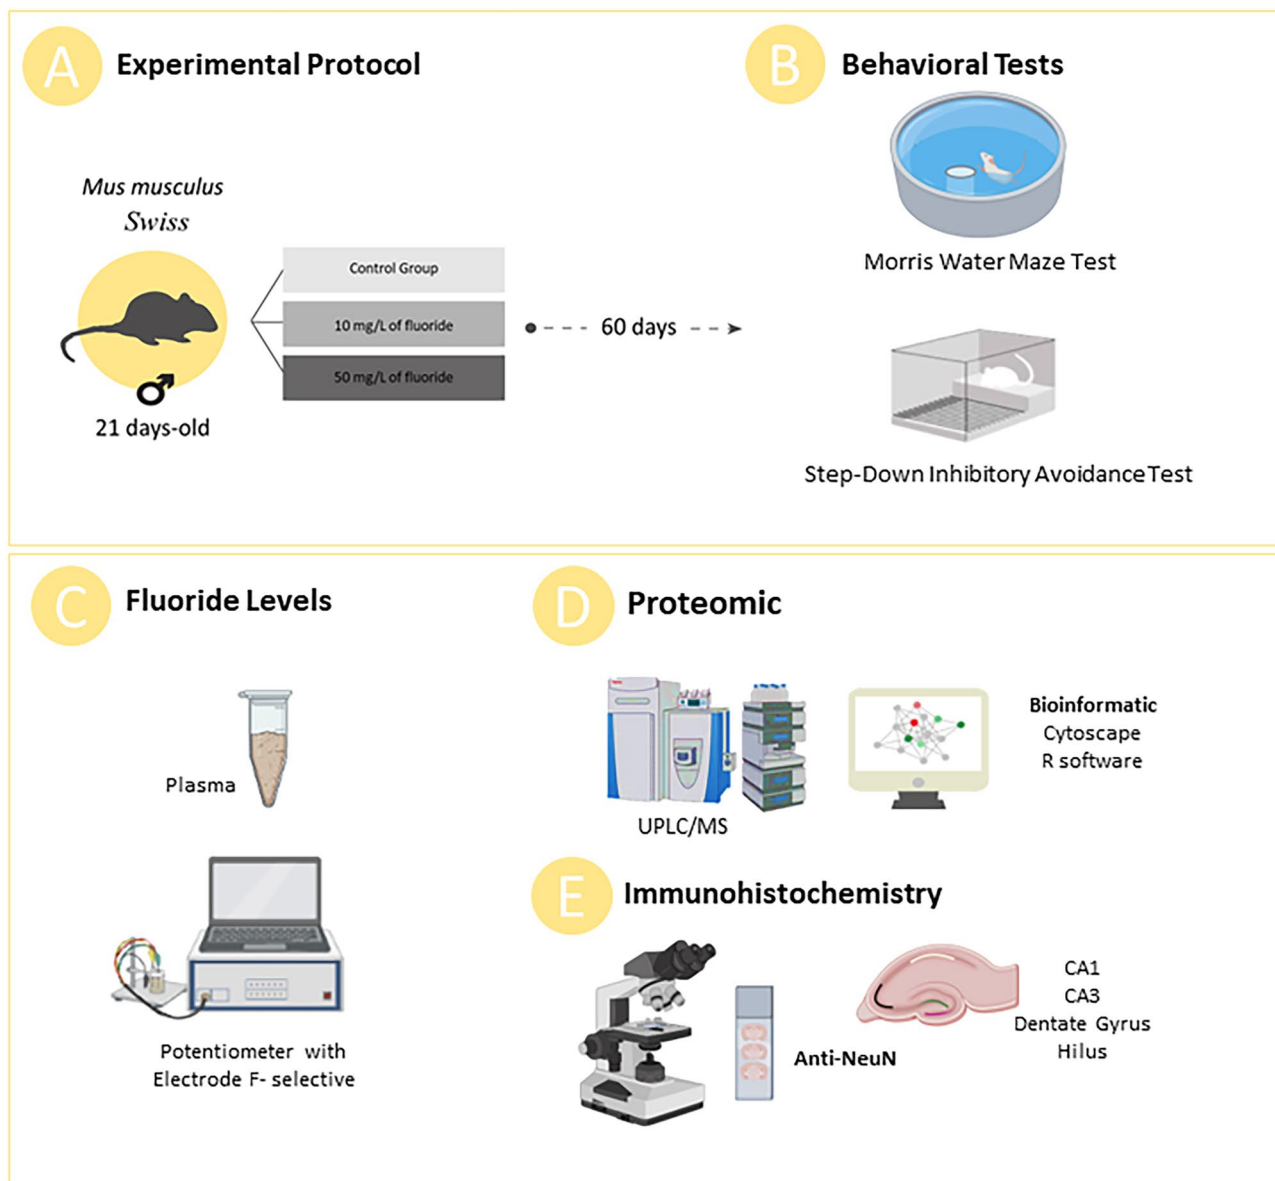 A
Experimental Protocol
Mus musculus
Swiss
21 days-old
Control Group
10 mg/L of fluoride
50 mg/L of fluoride
60 days
B
Behavioral Tests
Morris Water Maze Test
Step-Down Inhibitory Avoidance Test
C
Fluoride Levels
Plasma
Potentiometer with
Electrode F- selective
D
Proteomic
UPLC/MS
Bioinformatic
Cytoscape
R software
E
Immunohistochemistry
Anti-NeuN
CA1
CA3
Dentate Gyrus
Hilus